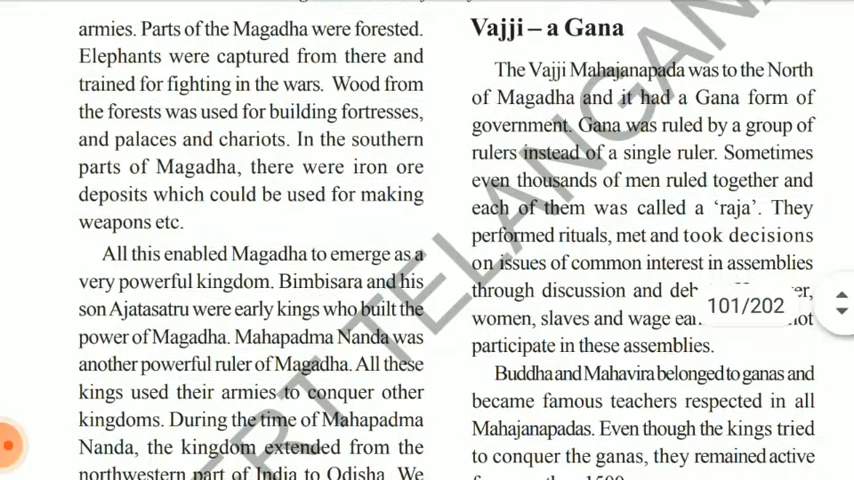 armies. Parts of the Magadha were forested.
Elephants were captured from there and
trained for fighting in the wars. Wood from
the forests was used for building fortresses,
and palaces and chariots. In the southern
parts of Magadha, there were iron ore
deposits which could be used for making
weapons etc.
All this enabled Magadha to emerge as a
very powerful kingdom. Bimbisara and his
son Ajatasatru were early kings who built the
power of Magadha. Mahapadma Nanda was
another powerful ruler of Magadha. All these
kings used their armies to conquer other
kingdoms. During the time of Mahapadma
Nanda, the kingdom extended from the
northwestern part of India to Odisha. We
Vajji – a Gana
The Vajji Mahajanapada was to the North
of Magadha and it had a Gana form of
government. Gana was ruled by a group of
rulers instead of a single ruler. Sometimes
even thousands of men ruled together and
each of them was called a ‘raja’. They
performed rituals, met and took decisions
on issues of common interest in assemblies
through discussion and
women, slaves and wage
participate in these assemblies.
Buddha and Mahavira belonged to ganas and
became famous teachers respected in all
Mahajanapadas. Even though the kings tried
to conquer the ganas, they remained active
101/202
ERT TELANGANA